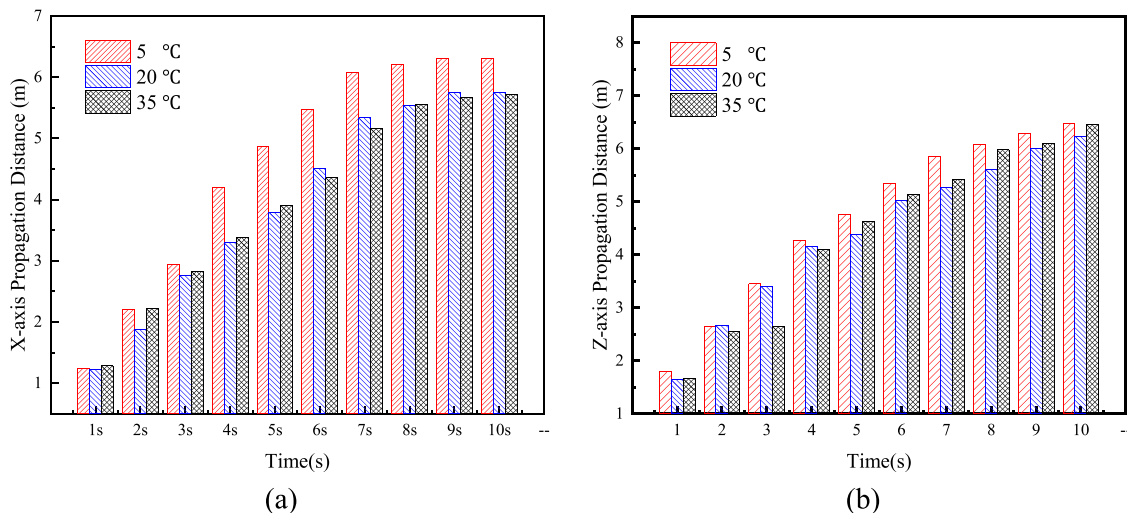 7
6
5
4
3
2
1
X-axis Propagation Distance (m)
5 ℃
20 ℃
35 ℃
1s 2s 3s 4s 5s 6s 7s 8s 9s 10s --
Time(s)
(a)
8
7
6
5
4
3
2
1
Z-axis Propagation Distance (m)
5 ℃
20 ℃
35 ℃
1 2 3 4 5 6 7 8 9 10 --
Time(s)
(b)